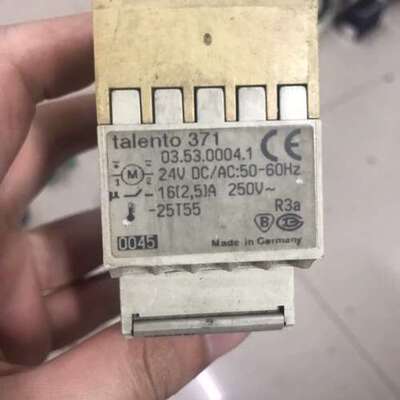 talento 371
03.53.0004.1
CE
M
24V DC/AC:50-60Hz
µ
16(2,5)A 250V~
-25T55
R3a
B
0045
Made in Germany